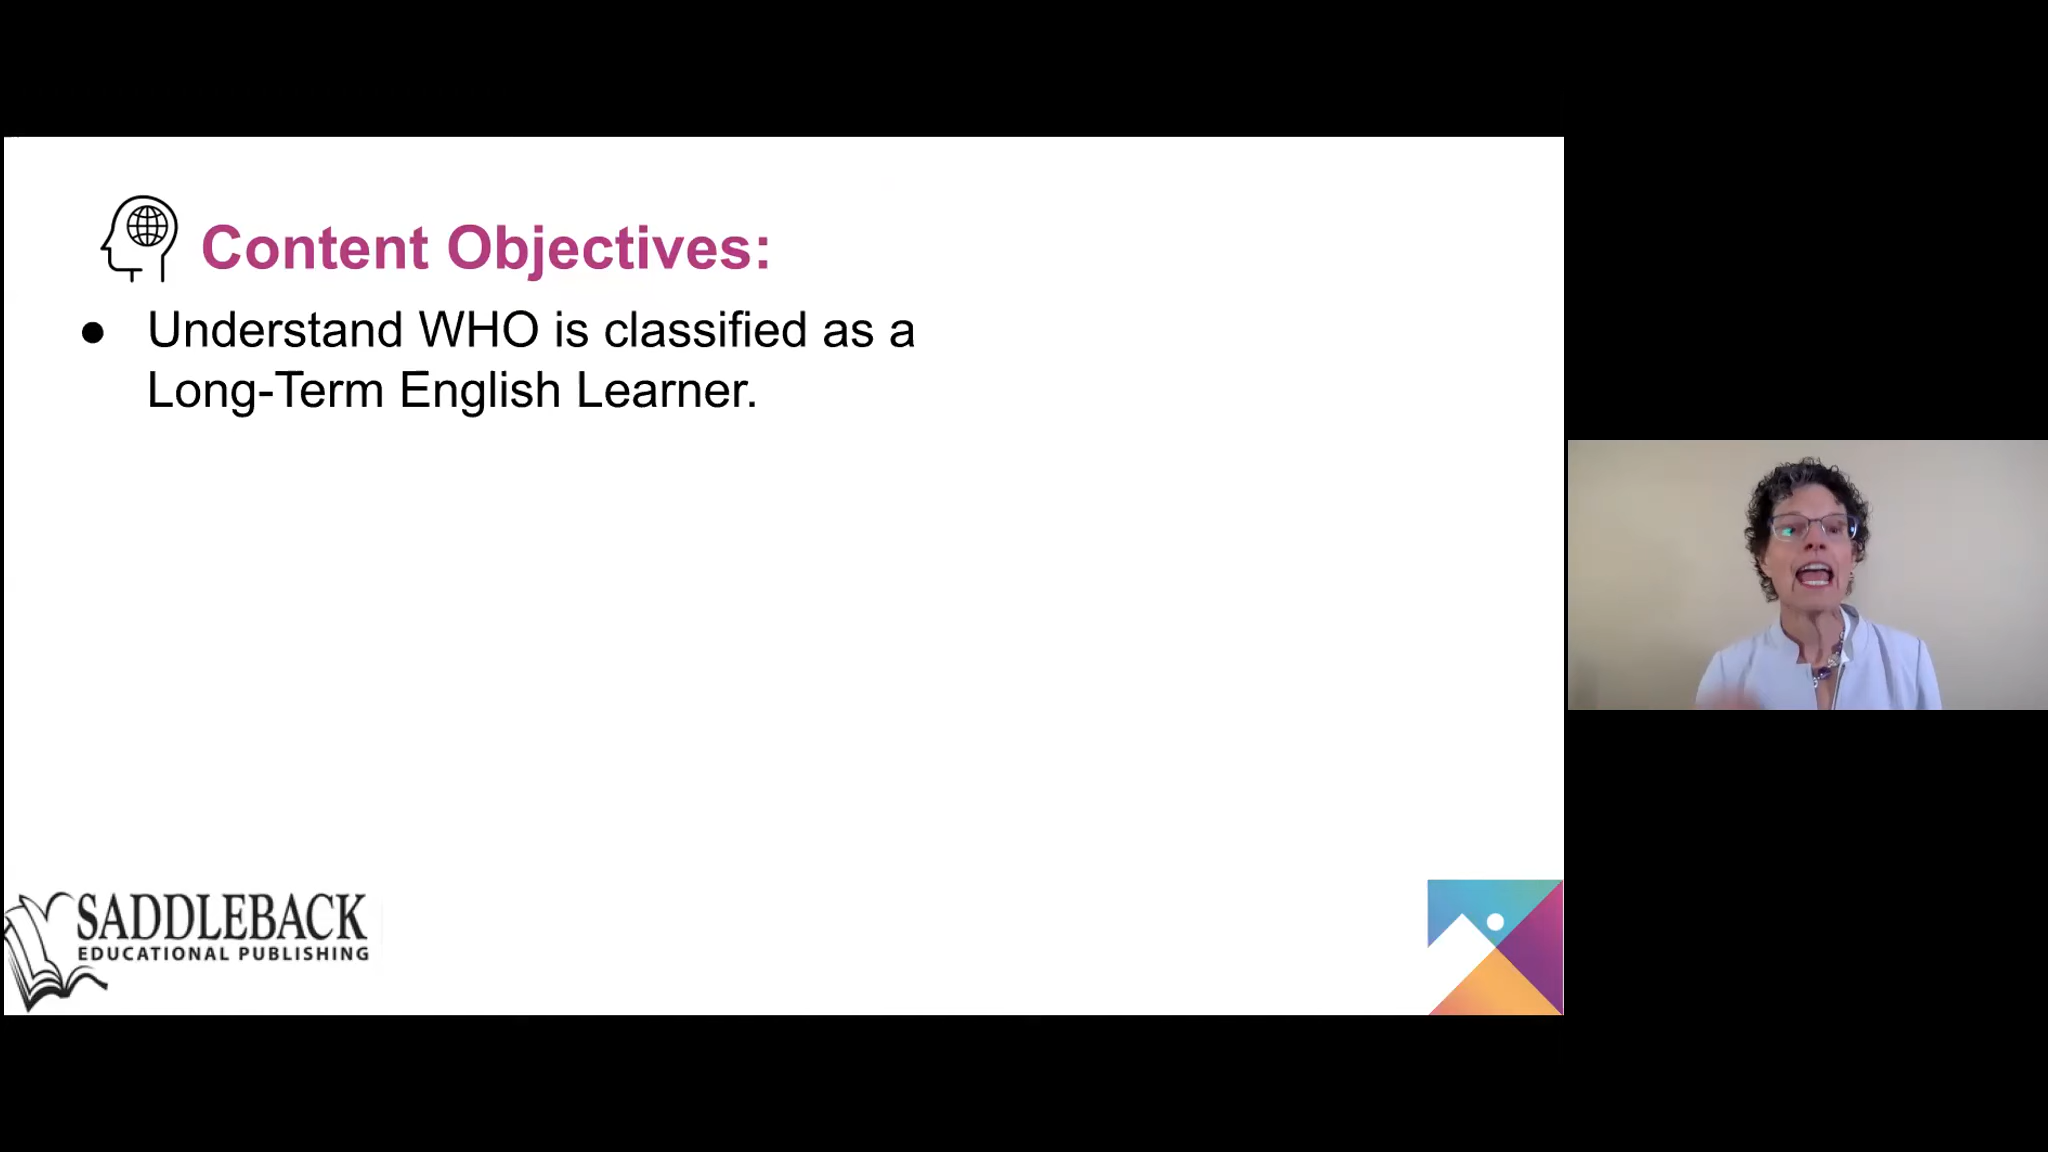 Content Objectives:
● Understand WHO is classified as a
Long-Term English Learner.
SADDLEBACK
EDUCATIONAL PUBLISHING